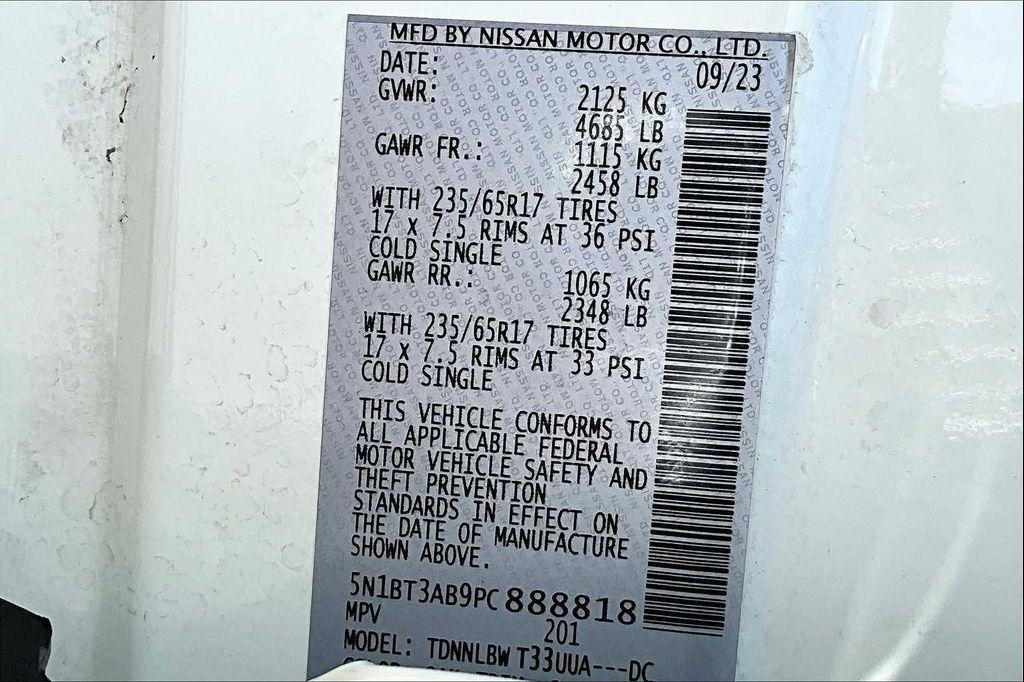 MFD BY NISSAN MOTOR CO., LTD.
DATE: 09/23
GVWR: 2125 KG
4685 LB
GAWR FR.: 1115 KG
2458 LB
WITH 235/65R17 TIRES
17 X 7.5 RIMS AT 36 PSI
COLD SINGLE
GAWR RR.: 1065 KG
2348 LB
WITH 235/65R17 TIRES
17 X 7.5 RIMS AT 33 PSI
COLD SINGLE
THIS VEHICLE CONFORMS TO
ALL APPLICABLE FEDERAL
MOTOR VEHICLE SAFETY AND
THEFT PREVENTION
STANDARDS IN EFFECT ON
THE DATE OF MANUFACTURE
SHOWN ABOVE.
5N1BT3AB9PC888818
MPV 201
MODEL: TDNNLBW T33UUA---DC